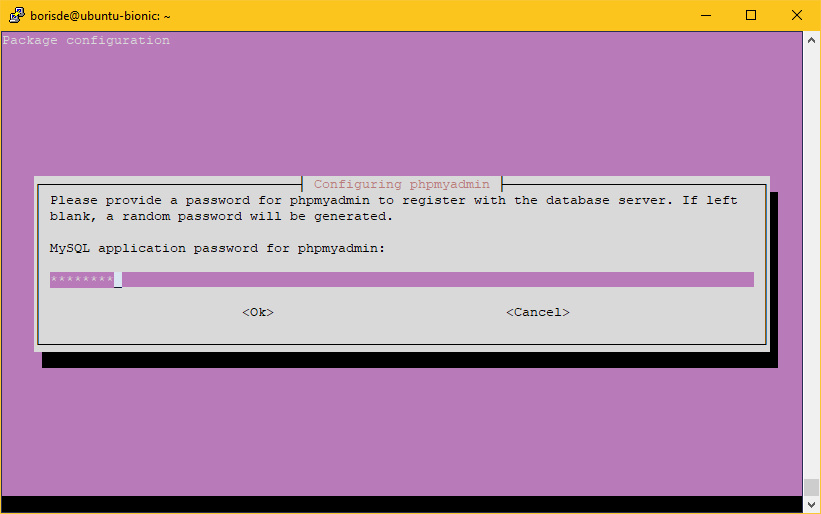 borisde@ubuntu-bionic: ~
Package configuration
Configuring phpmyadmin
Please provide a password for phpmyadmin to register with the database server. If left
blank, a random password will be generated.
MySQL application password for phpmyadmin:
********_
<Ok> <Cancel>